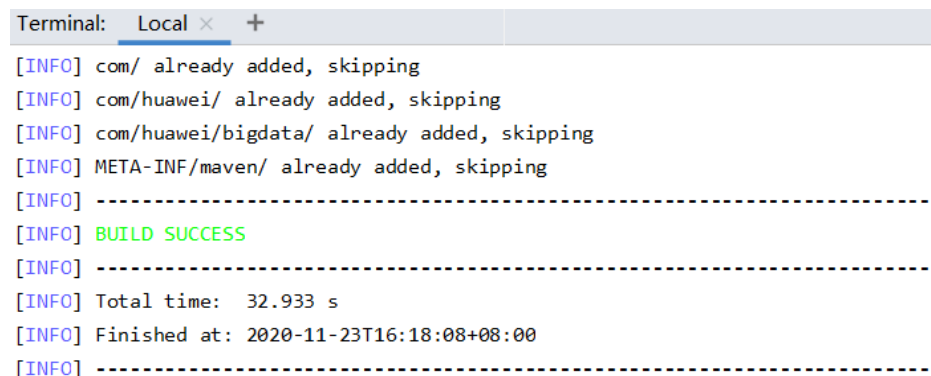 Terminal: Local × +
[INFO] com/ already added, skipping
[INFO] com/huawei/ already added, skipping
[INFO] com/huawei/bigdata/ already added, skipping
[INFO] META-INF/maven/ already added, skipping
[INFO] ------------------------------------------------------------------------
[INFO] BUILD SUCCESS
[INFO] ------------------------------------------------------------------------
[INFO] Total time:  32.933 s
[INFO] Finished at: 2020-11-23T16:18:08+08:00
[INFO] ------------------------------------------------------------------------